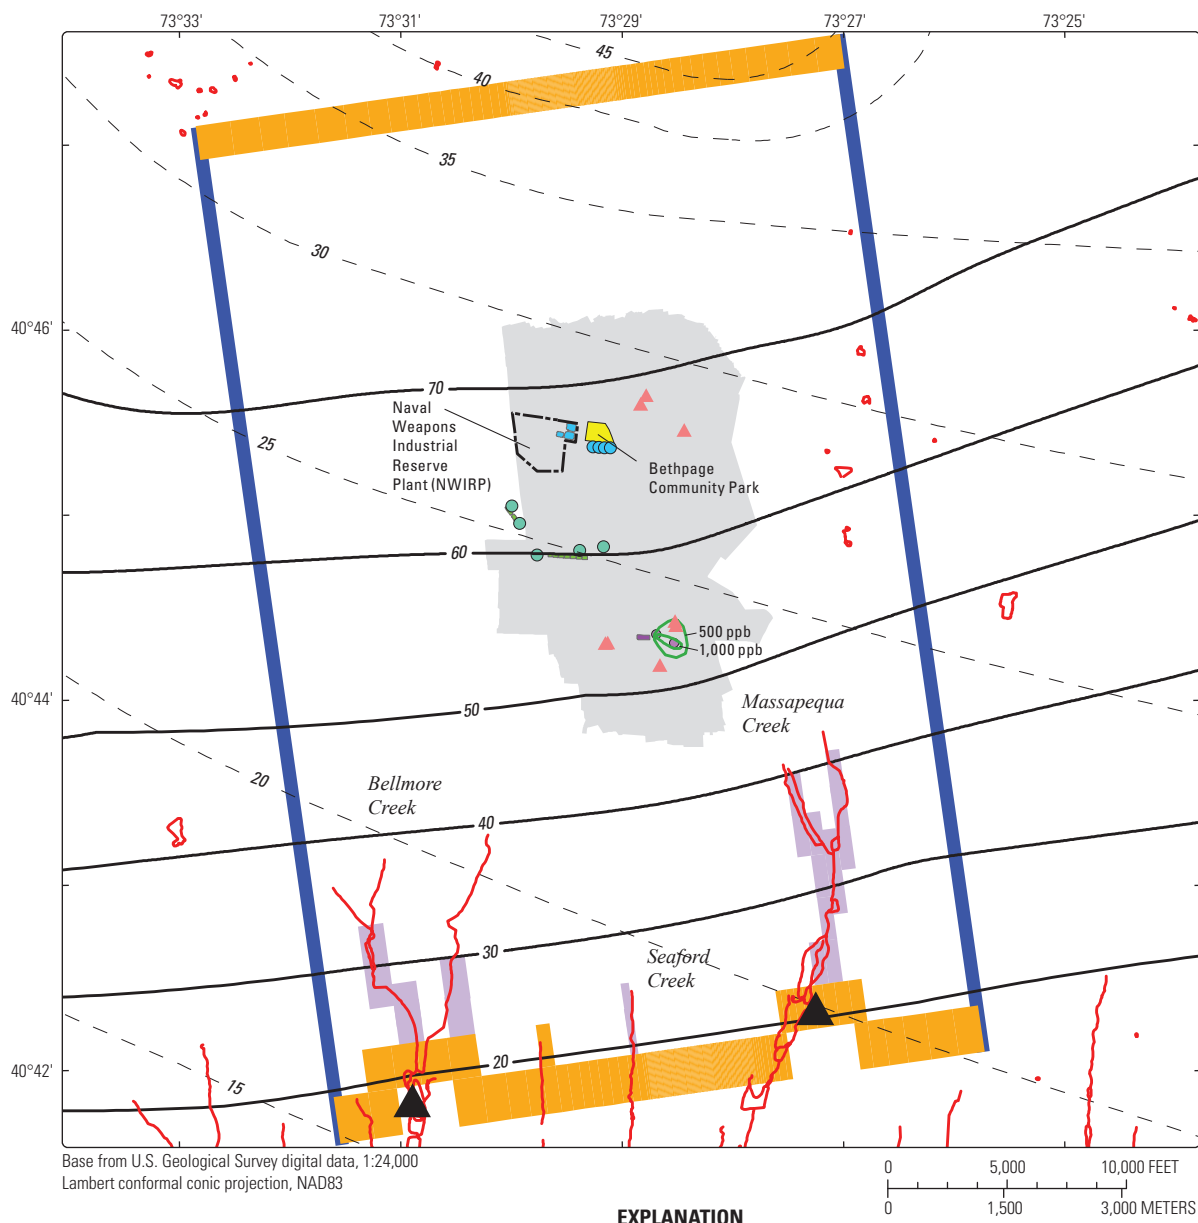 73°33'
73°31'
73°29'
73°27'
73°25'
45
40
35
30
40°46'
70
Naval
Weapons
Industrial
Reserve
Plant (NWIRP)
25
Bethpage
Community Park
60
500 ppb
1,000 ppb
40°44'
50
Massapequa
Creek
20
Bellmore
Creek
40
30
Seaford
Creek
20
40°42'
15
Base from U.S. Geological Survey digital data, 1:24,000
Lambert conformal conic projection, NAD83
0 5,000 10,000 FEET
0 1,500 3,000 METERS
EXPLANATION